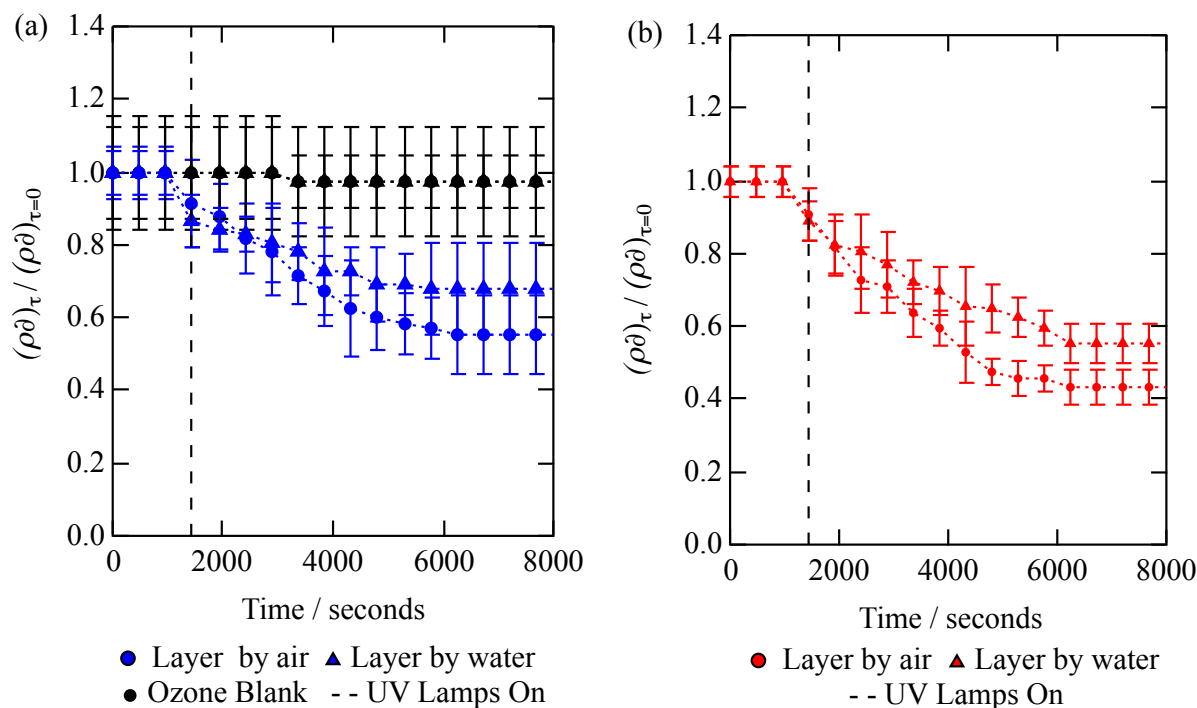 (a)
1.4
1.2
1.0
0.8
0.6
0.4
0.2
0.0
(ρ∂)τ / (ρ∂)τ=0
0 2000 4000 6000 8000
Time / seconds
Layer by air Layer by water
Ozone Blank - - UV Lamps On
(b)
1.4
1.2
1.0
0.8
0.6
0.4
0.2
0.0
(ρ∂)τ / (ρ∂)τ=0
0 2000 4000 6000 8000
Time / seconds
Layer by air Layer by water
- - UV Lamps On